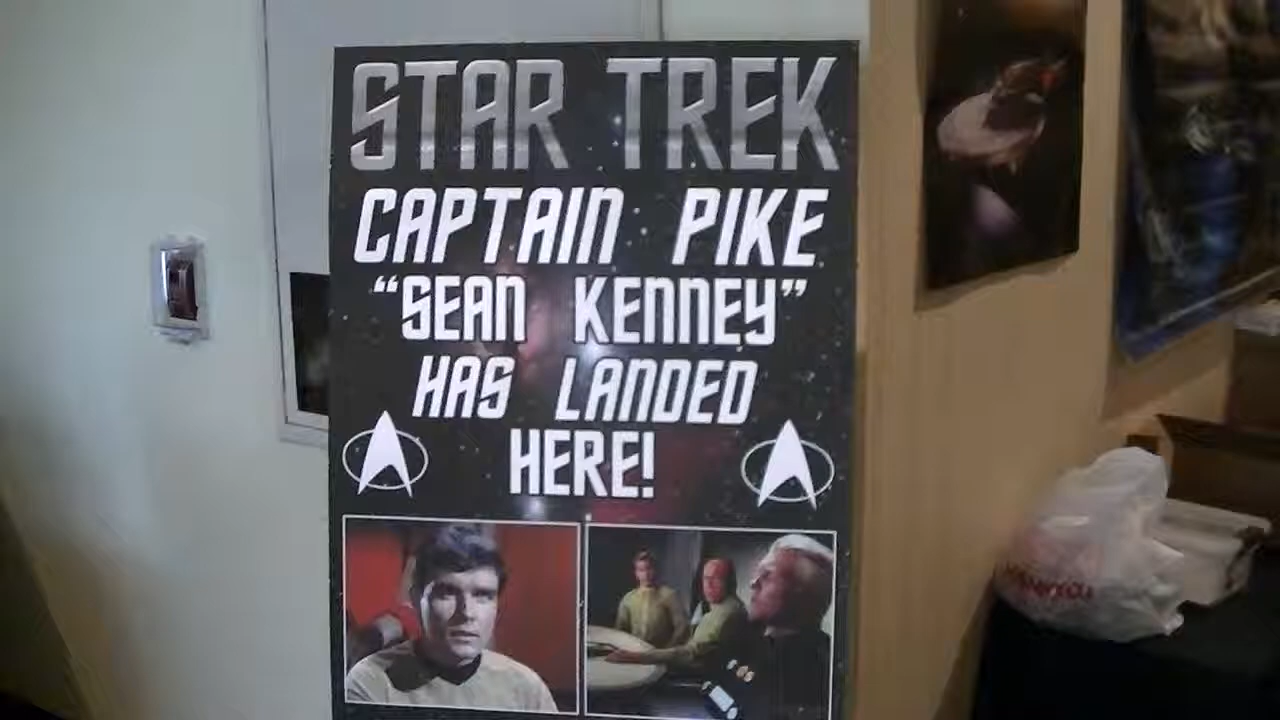 STAR TREK
CAPTAIN PIKE
“SEAN KENNEY”
HAS LANDED
HERE!